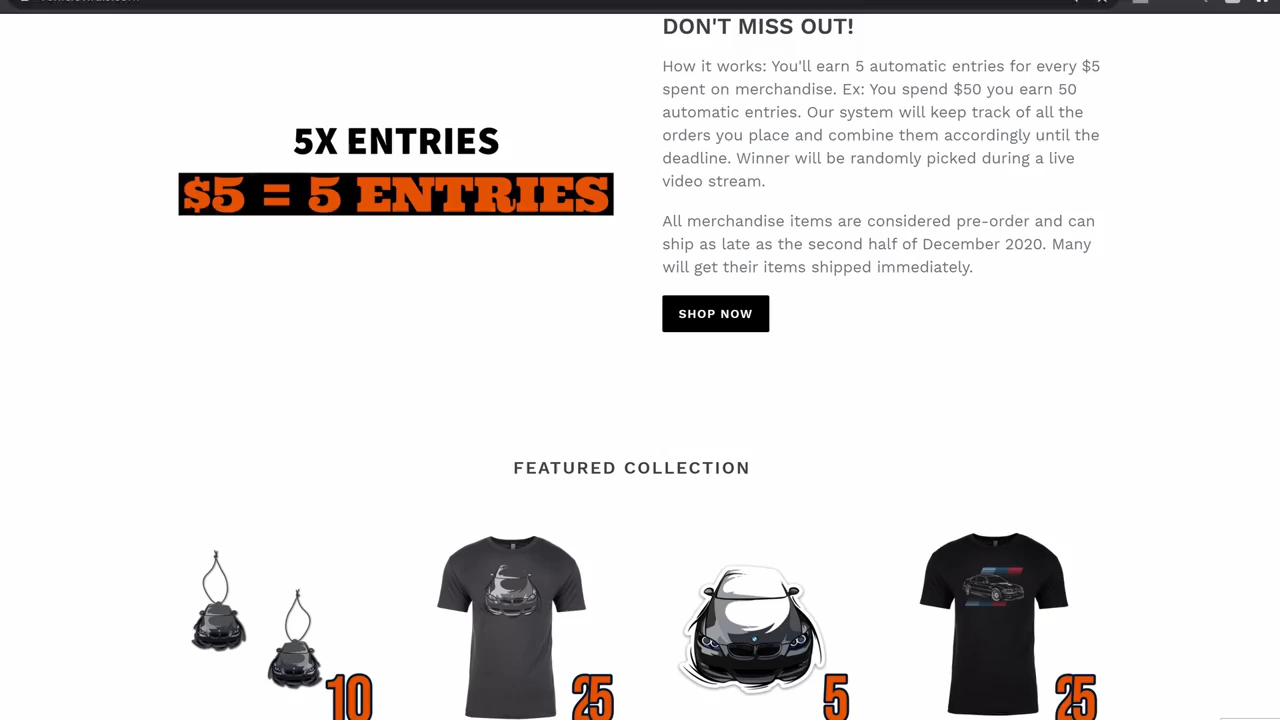 DON'T MISS OUT!
How it works: You'll earn 5 automatic entries for every $5
spent on merchandise. Ex: You spend $50 you earn 50
automatic entries. Our system will keep track of all the
orders you place and combine them accordingly until the
deadline. Winner will be randomly picked during a live
video stream.
5X ENTRIES
$5 = 5 ENTRIES
All merchandise items are considered pre-order and can
ship as late as the second half of December 2020. Many
will get their items shipped immediately.
SHOP NOW
FEATURED COLLECTION
10
25
5
25